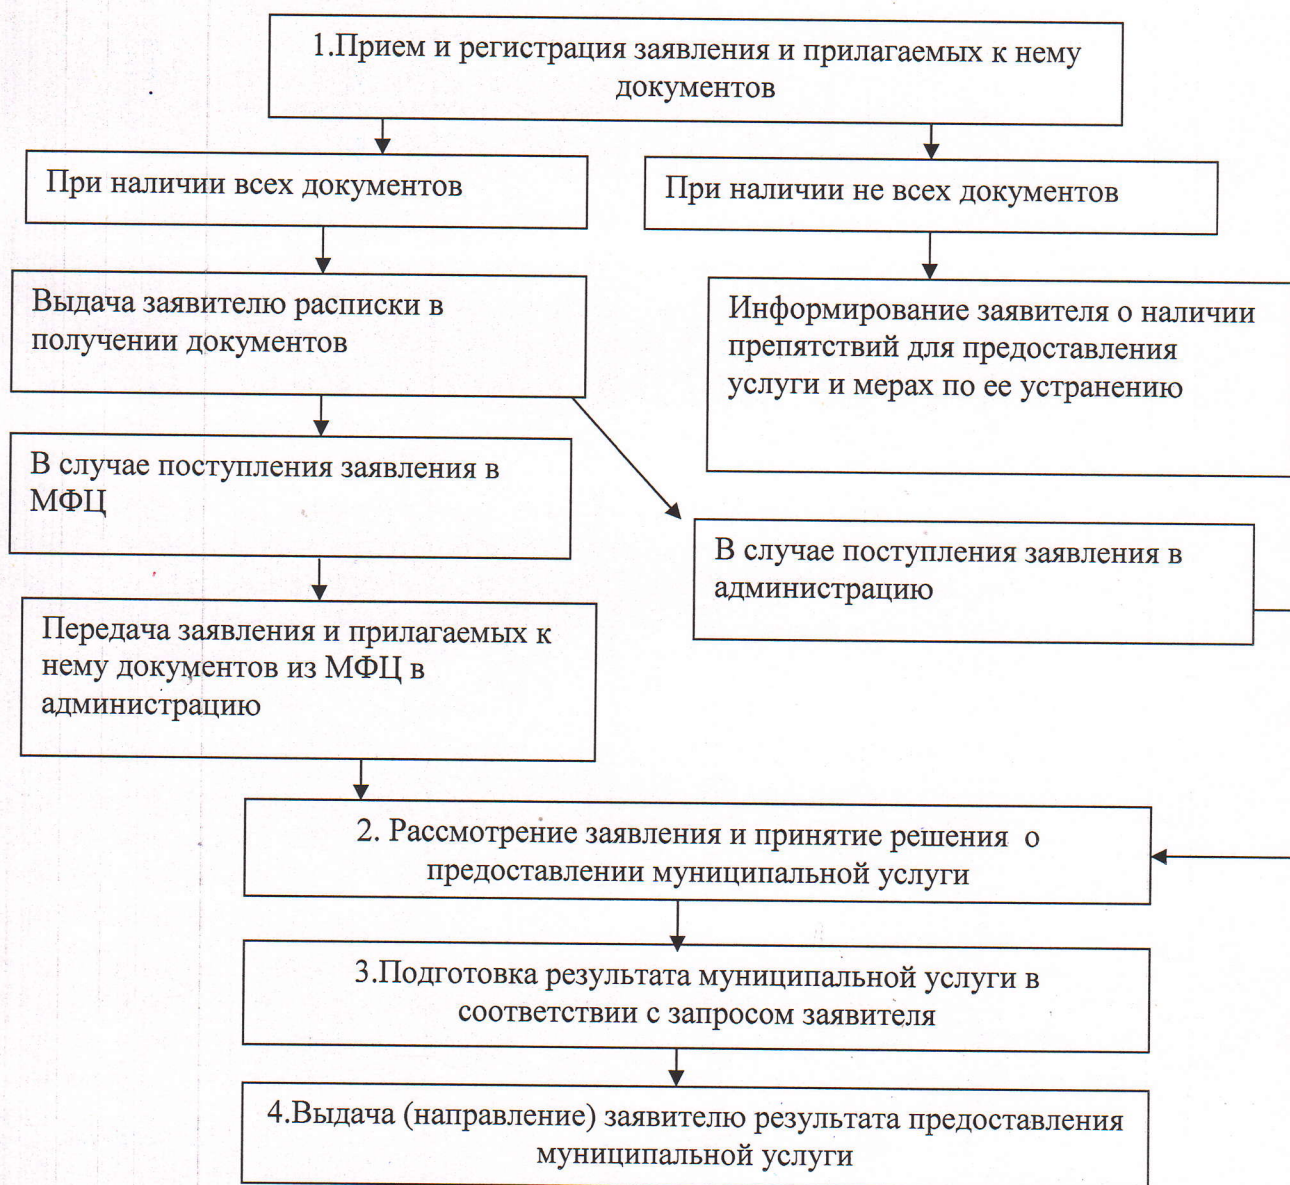 1.Прием и регистрация заявления и прилагаемых к нему
документов
При наличии всех документов
При наличии не всех документов
Выдача заявителю расписки в
получении документов
Информирование заявителя о наличии
препятствий для предоставления
услуги и мерах по ее устранению
В случае поступления заявления в
МФЦ
В случае поступления заявления в
администрацию
Передача заявления и прилагаемых к
нему документов из МФЦ в
администрацию
2. Рассмотрение заявления и принятие решения о
предоставлении муниципальной услуги
3.Подготовка результата муниципальной услуги в
соответствии с запросом заявителя
4.Выдача (направление) заявителю результата предоставления
муниципальной услуги